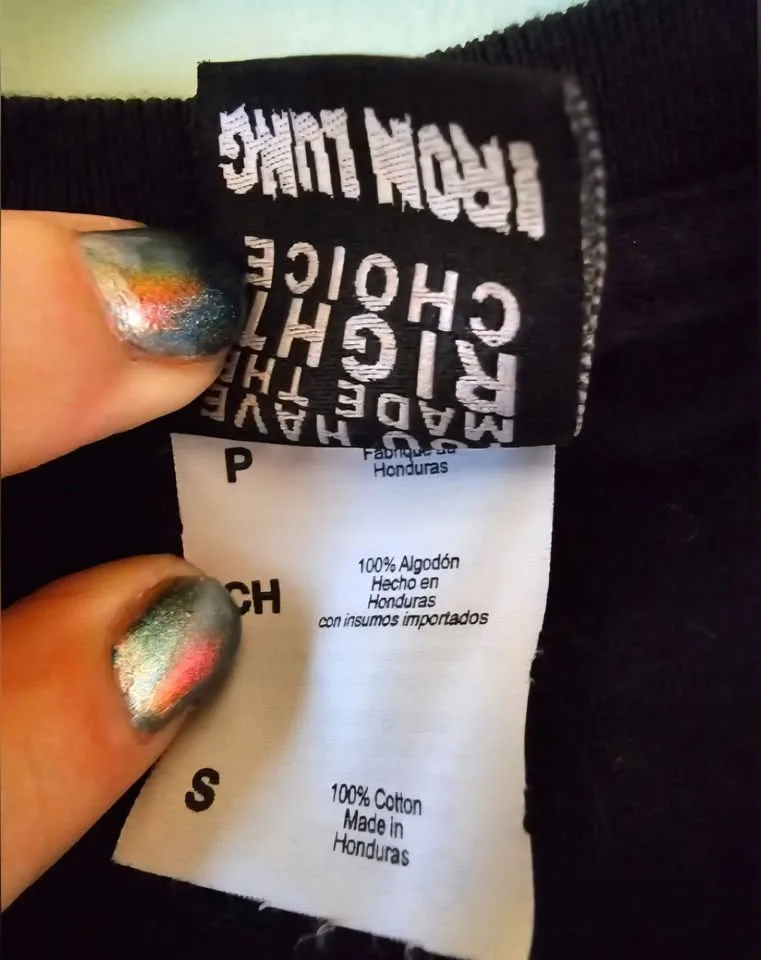 HAVE
MADE THE
RIGHT
CHOICE
IRON LUNG
P
Honduras
CH
100% Algodón
Hecho en
Honduras
con insumos importados
S
100% Cotton
Made in
Honduras